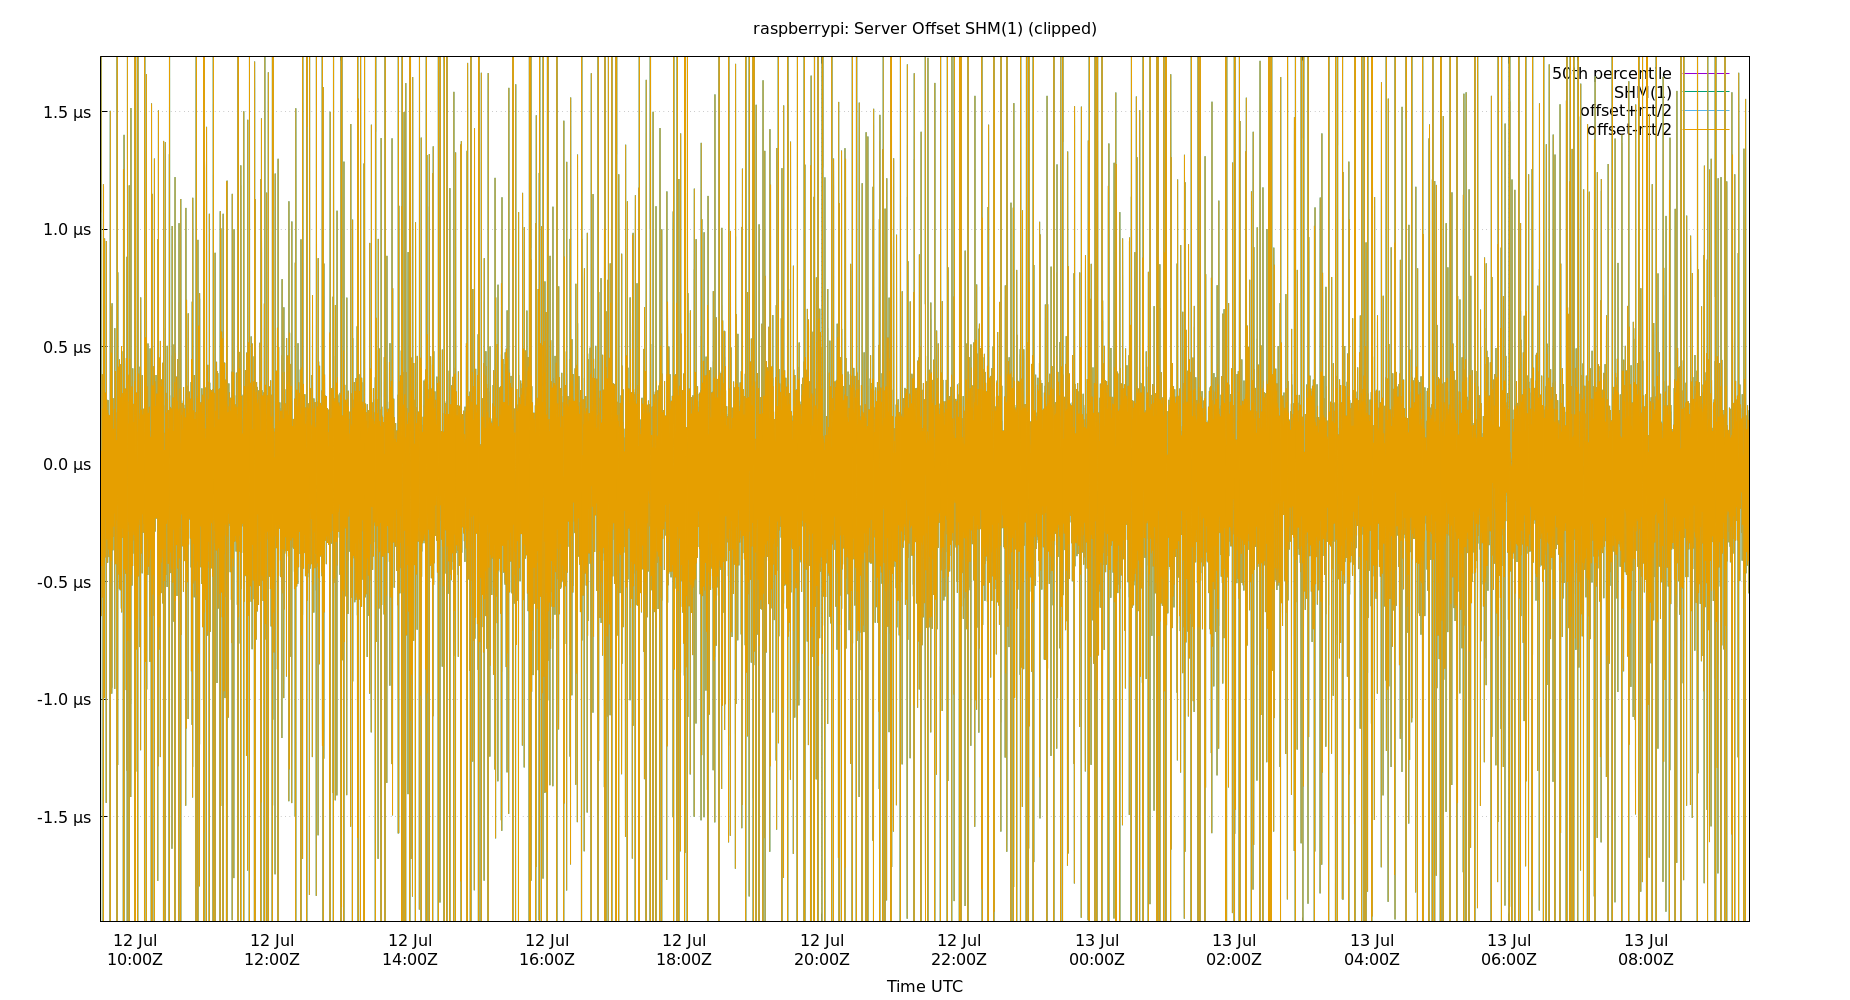 raspberrypi: Server Offset SHM(1) (clipped)
50th percentile
SHM(1)
offset+rtt/2
offset-rtt/2
1.5 µs
1.0 µs
0.5 µs
0.0 µs
-0.5 µs
-1.0 µs
-1.5 µs
12 Jul 12 Jul 12 Jul 12 Jul 12 Jul 12 Jul 12 Jul 13 Jul 13 Jul 13 Jul 13 Jul 13 Jul
10:00Z 12:00Z 14:00Z 16:00Z 18:00Z 20:00Z 22:00Z 00:00Z 02:00Z 04:00Z 06:00Z 08:00Z
Time UTC